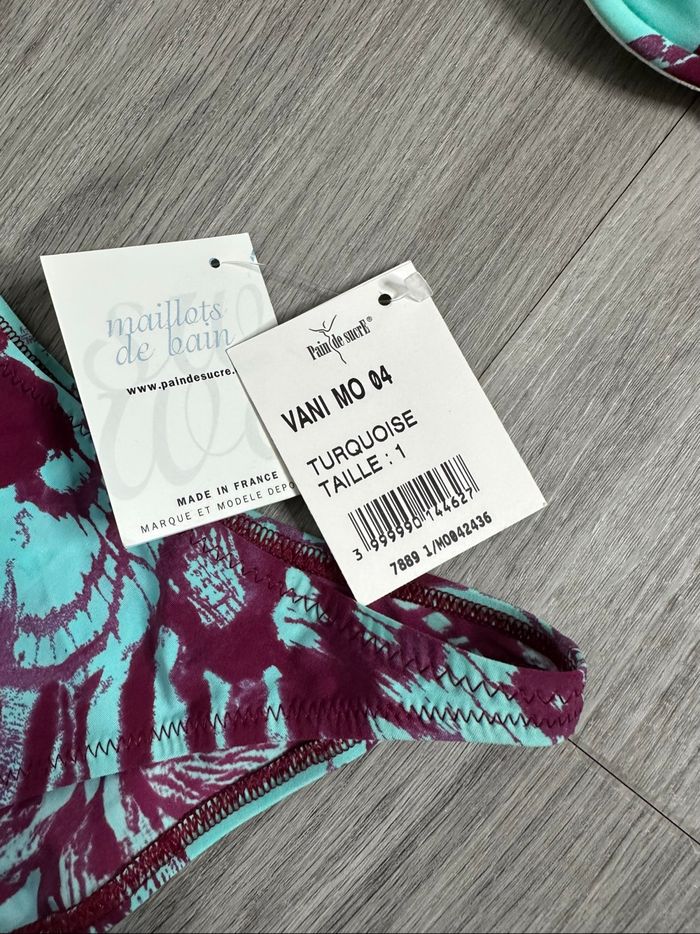 maillots
de bain
www.paindesucre.
MADE IN FRANCE
MARQUE ET MODELE DEPO
Pain de sucrE®
VANI MO 04
TURQUOISE
TAILLE : 1
3 999990 144627
7889 1/MO042436